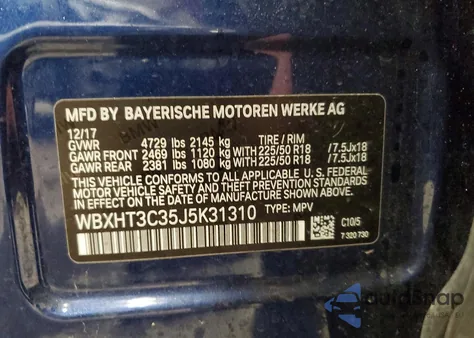 MFD BY BAYERISCHE MOTOREN WERKE AG
12/17
GVWR 4729 lbs 2145 kg TIRE / RIM
GAWR FRONT 2469 lbs 1120 kg WITH 225/50 R18 /7.5Jx18
GAWR REAR 2381 lbs 1080 kg WITH 225/50 R18 /7.5Jx18
THIS VEHICLE CONFORMS TO ALL APPLICABLE U.S. FEDERAL
MOTOR VEHICLE SAFETY, BUMPER, AND THEFT PREVENTION
STANDARDS IN EFFECT ON THE DATE OF MANUFACTURE SHOWN ABOVE.
WBXHT3C35J5K31310 TYPE: MPV
C10/5
7 320 730